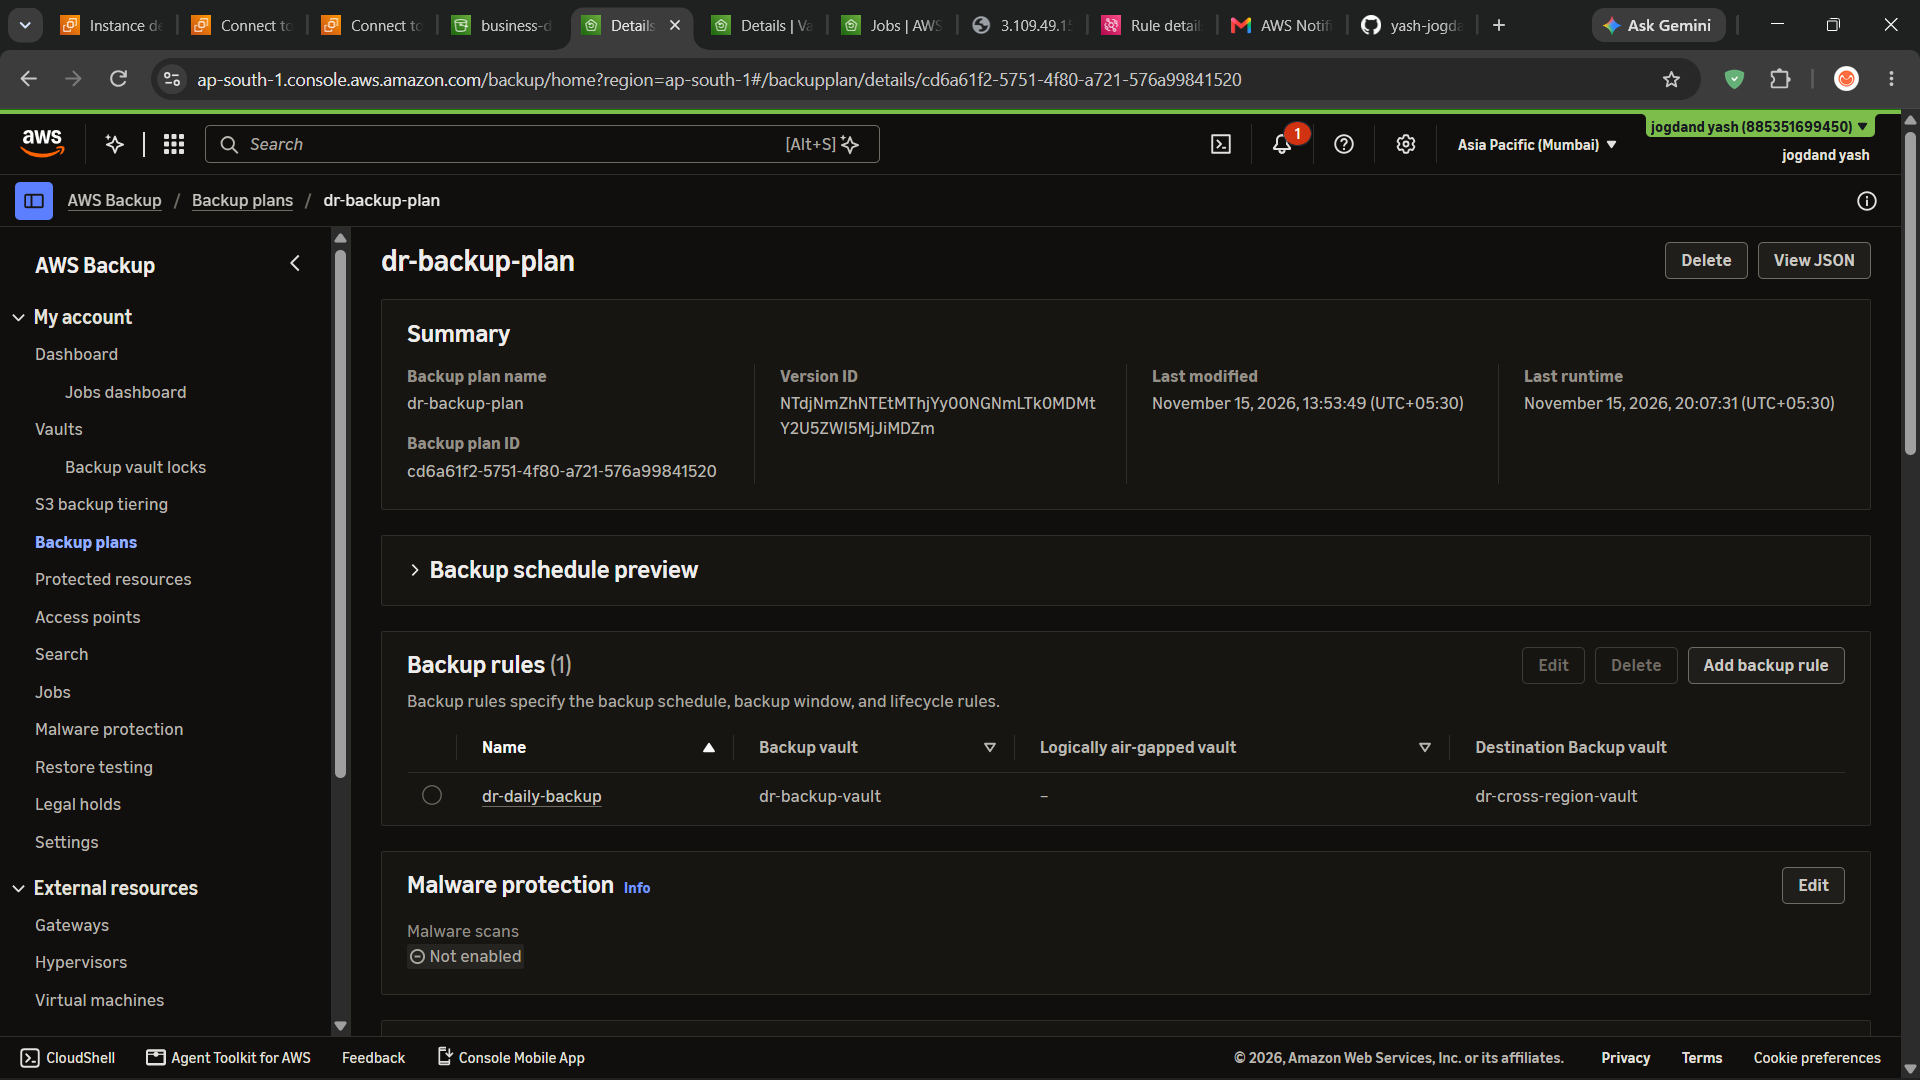 Instance de
Connect to
Connect to
business-d
Details
Details | Va
Jobs | AWS
3.109.49.15
Rule detail
AWS Notifi
yash-jogda
Ask Gemini
ap-south-1.console.aws.amazon.com/backup/home?region=ap-south-1#/backupplan/details/cd6a61f2-5751-4f80-a721-576a99841520
aws
Search
[Alt+S]
1
Asia Pacific (Mumbai)
jogdand yash (885351699450)
jogdand yash
AWS Backup / Backup plans / dr-backup-plan
AWS Backup
My account
Dashboard
Jobs dashboard
Vaults
Backup vault locks
S3 backup tiering
Backup plans
Protected resources
Access points
Search
Jobs
Malware protection
Restore testing
Legal holds
Settings
External resources
Gateways
Hypervisors
Virtual machines
dr-backup-plan
Delete
View JSON
Summary
Backup plan name
dr-backup-plan
Backup plan ID
cd6a61f2-5751-4f80-a721-576a99841520
Version ID
NTdjNmZhNTEtMThjYy00NGNmLTk0MDMt
Y2U5ZWI5MjJiMDZm
Last modified
November 15, 2026, 13:53:49 (UTC+05:30)
Last runtime
November 15, 2026, 20:07:31 (UTC+05:30)
Backup schedule preview
Backup rules (1)
Edit
Delete
Add backup rule
Backup rules specify the backup schedule, backup window, and lifecycle rules.
Name
Backup vault
Logically air-gapped vault
Destination Backup vault
dr-daily-backup
dr-backup-vault
–
dr-cross-region-vault
Malware protection
Info
Edit
Malware scans
Not enabled
CloudShell
Agent Toolkit for AWS
Feedback
Console Mobile App
© 2026, Amazon Web Services, Inc. or its affiliates.
Privacy
Terms
Cookie preferences